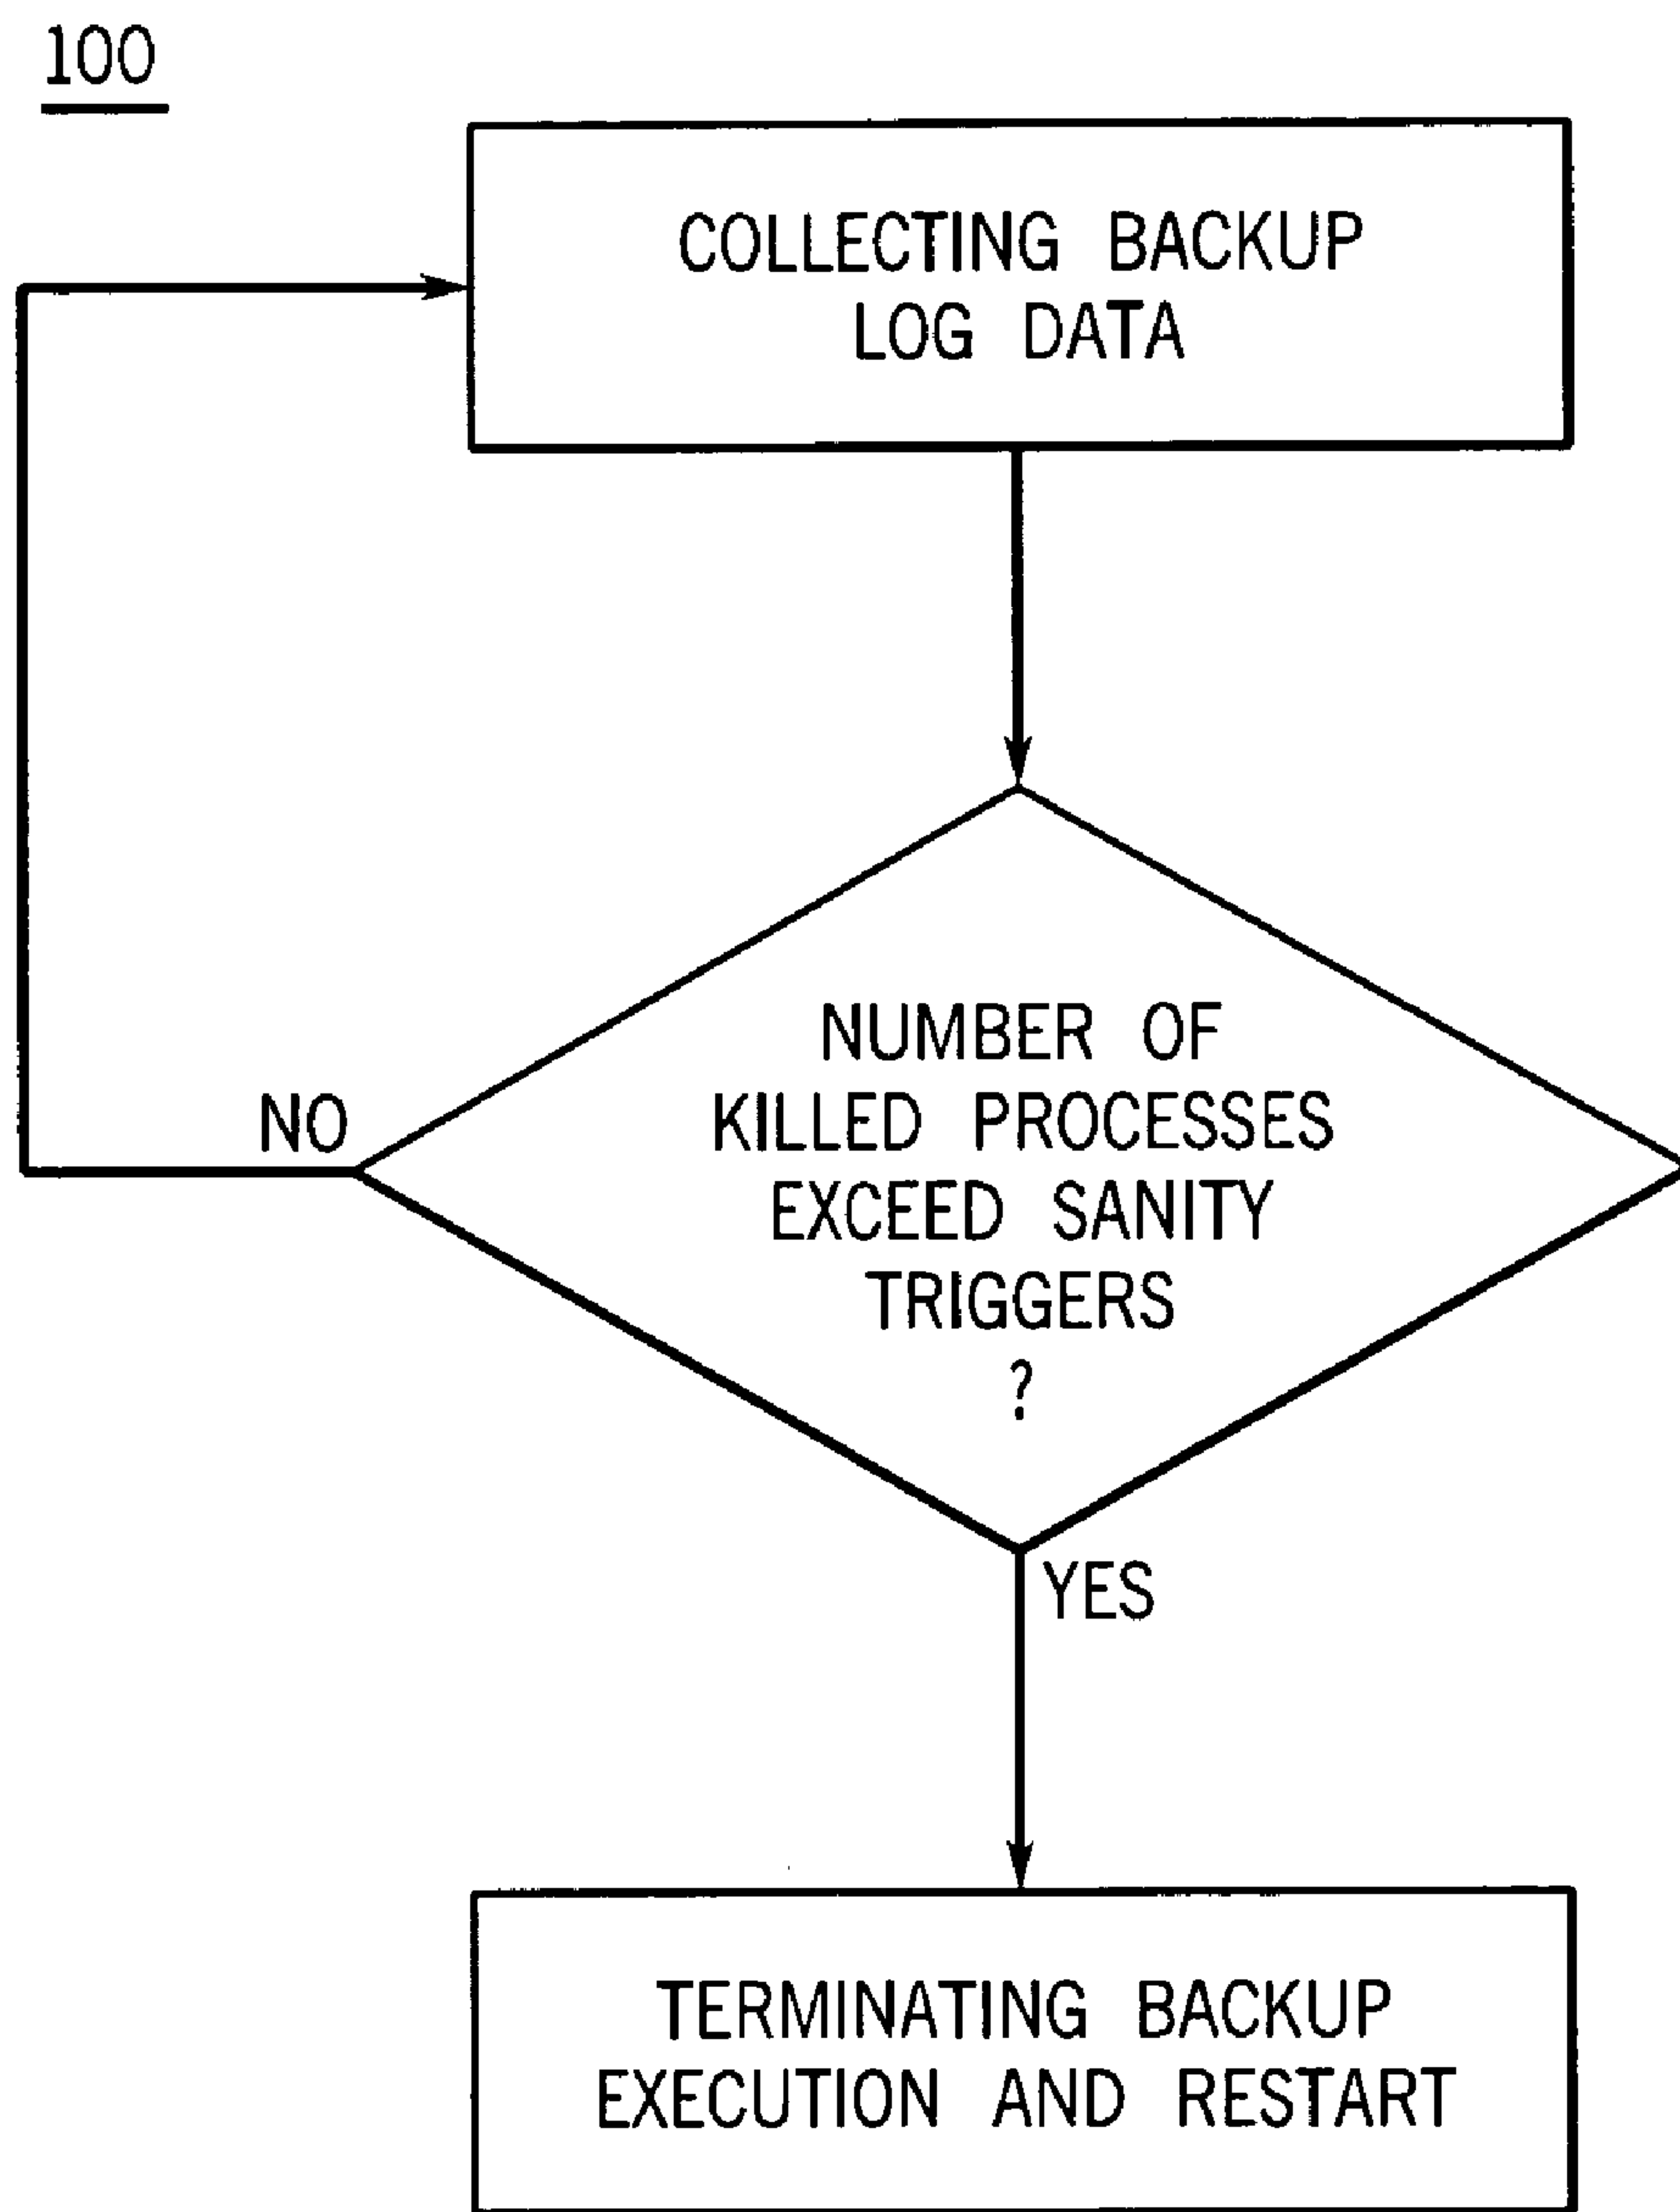 100
COLLECTING BACKUP
LOG DATA
NUMBER OF
KILLED PROCESSES
EXCEED SANITY
TRIGGERS
?
NO
YES
TERMINATING BACKUP
EXECUTION AND RESTART